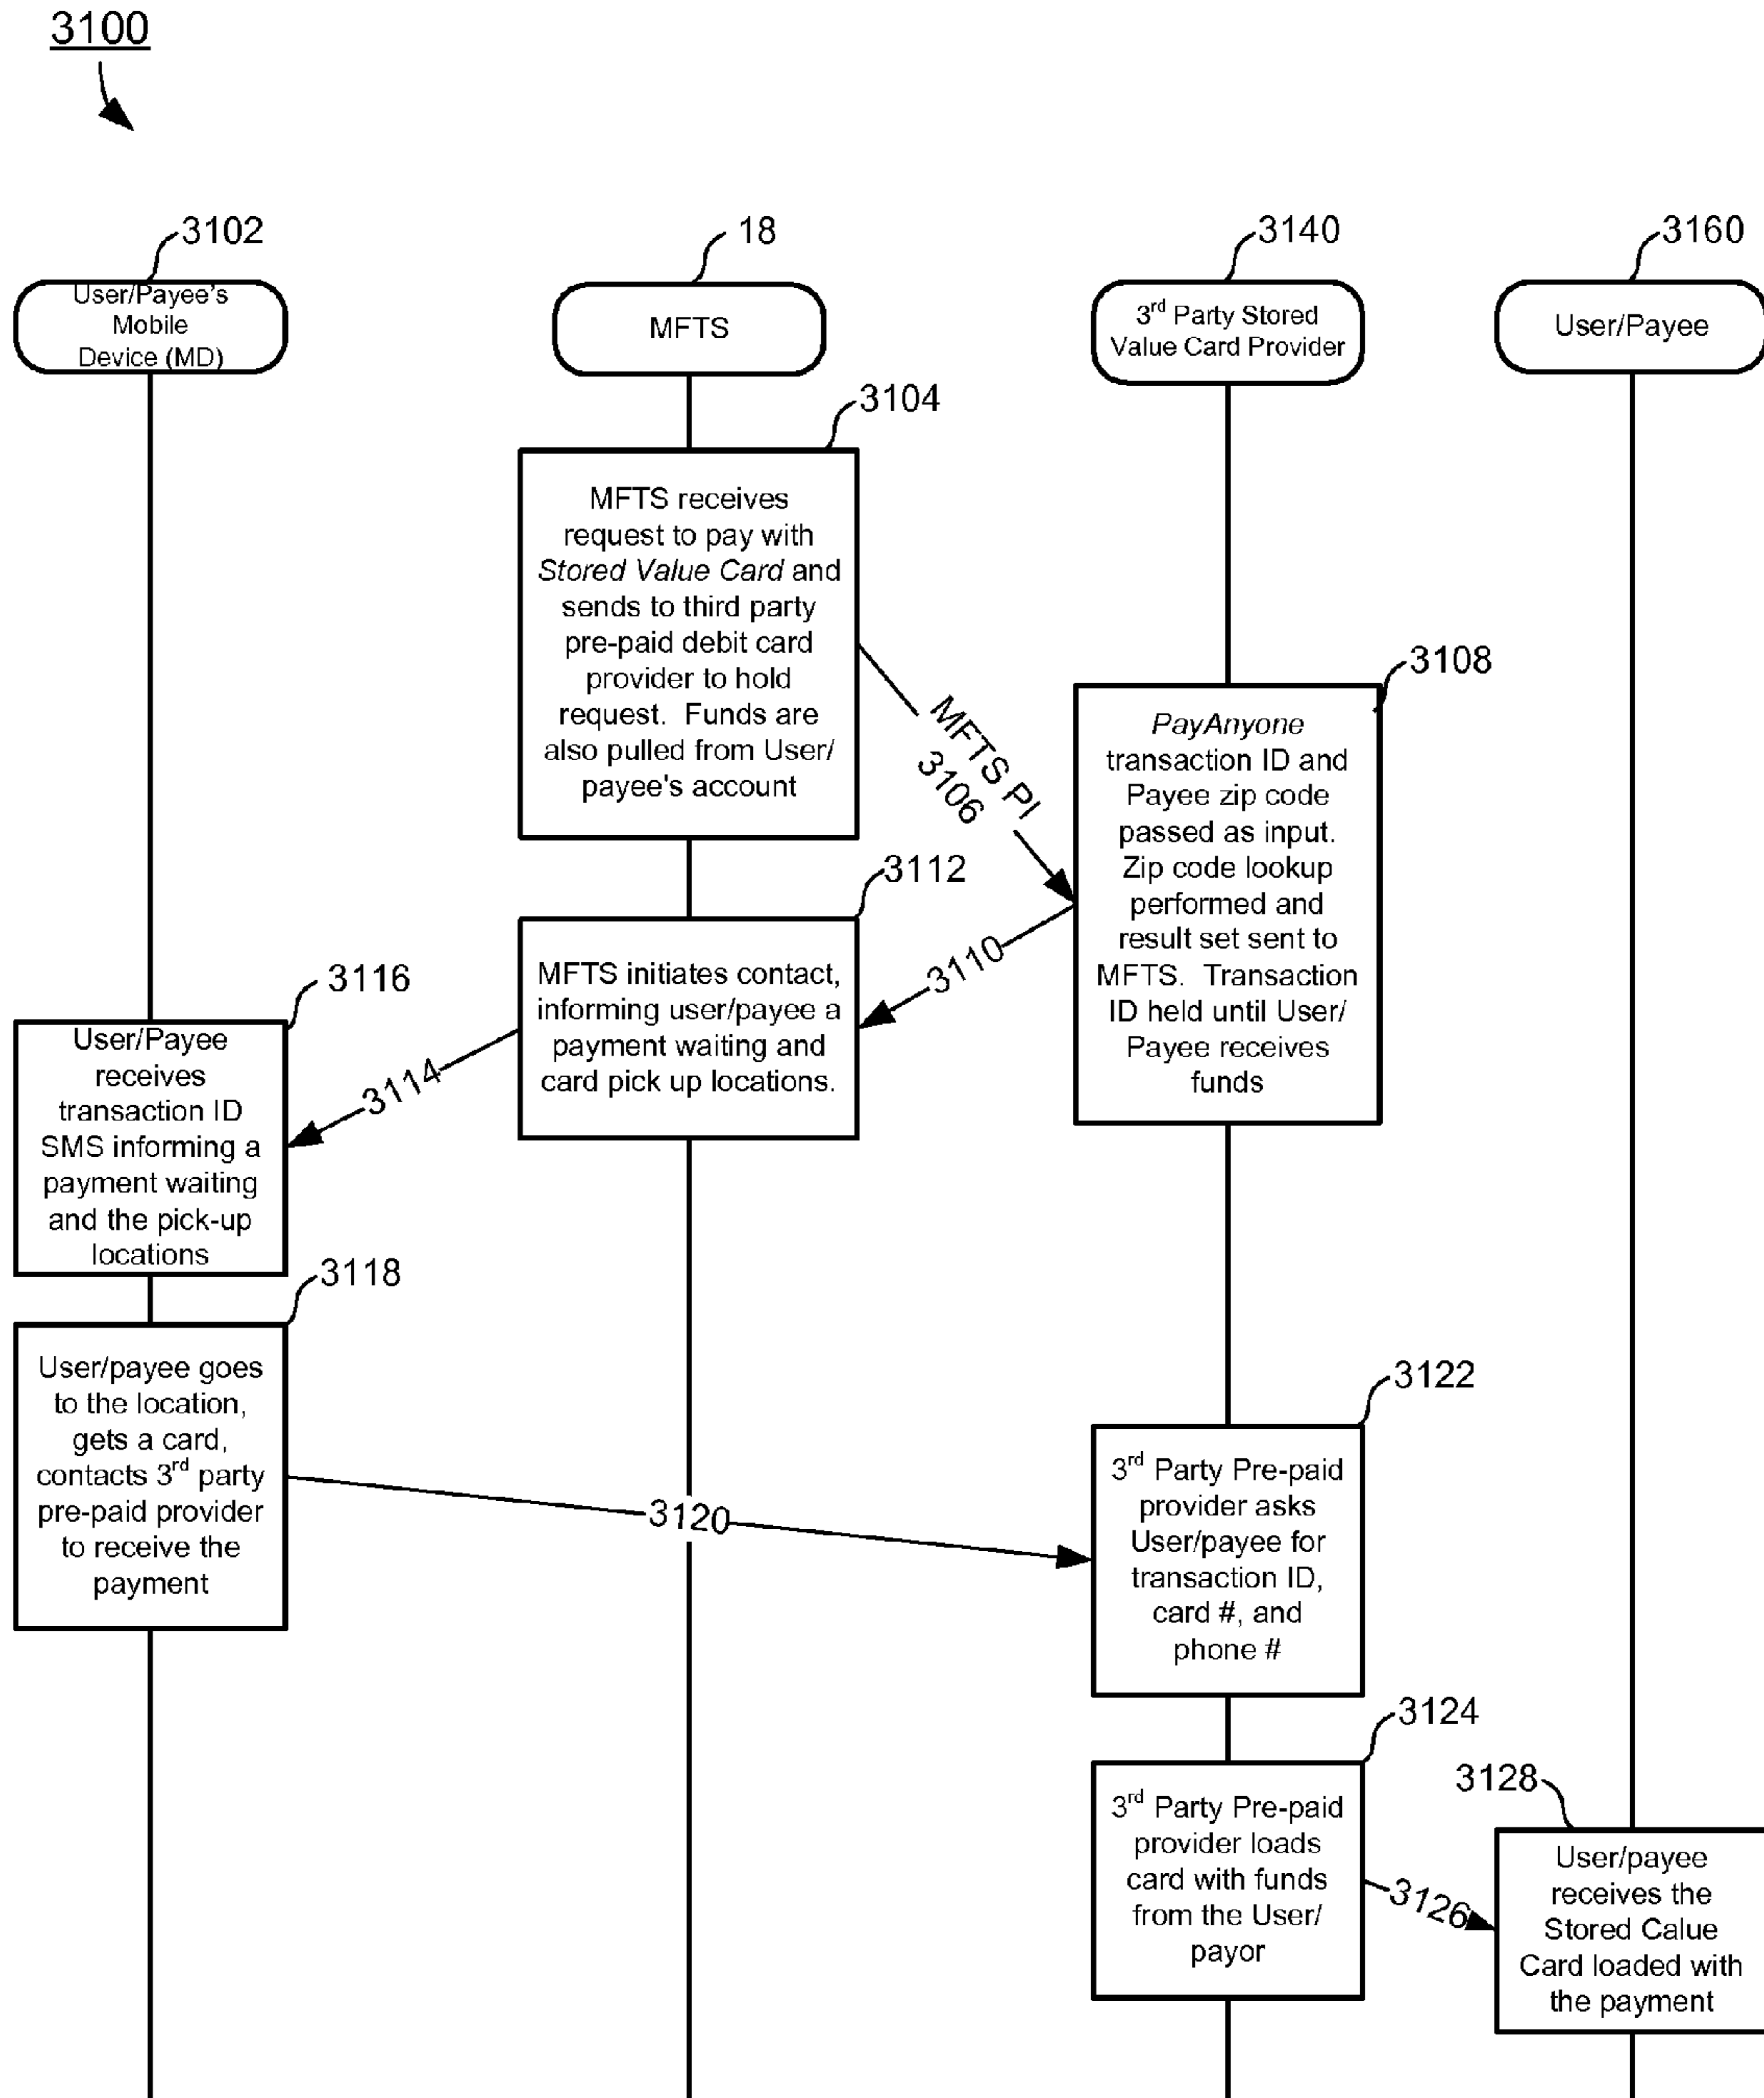 3100
3102
User/Payee's
Mobile
Device (MD)
18
MFTS
3140
3rd Party Stored
Value Card Provider
3160
User/Payee
3104
MFTS receives
request to pay with
Stored Value Card and
sends to third party
pre-paid debit card
provider to hold
request. Funds are
also pulled from User/
payee's account
MFTS PI
3106
3108
PayAnyone
transaction ID and
Payee zip code
passed as input.
Zip code lookup
performed and
result set sent to
MFTS. Transaction
ID held until User/
Payee receives
funds
3110
3112
MFTS initiates contact,
informing user/payee a
payment waiting and
card pick up locations.
3114
3116
User/Payee
receives
transaction ID
SMS informing a
payment waiting
and the pick-up
locations
3118
User/payee goes
to the location,
gets a card,
contacts 3rd party
pre-paid provider
to receive the
payment
3120
3122
3rd Party Pre-paid
provider asks
User/payee for
transaction ID,
card #, and
phone #
3124
3rd Party Pre-paid
provider loads
card with funds
from the User/
payor
3126
3128
User/payee
receives the
Stored Calue
Card loaded with
the payment